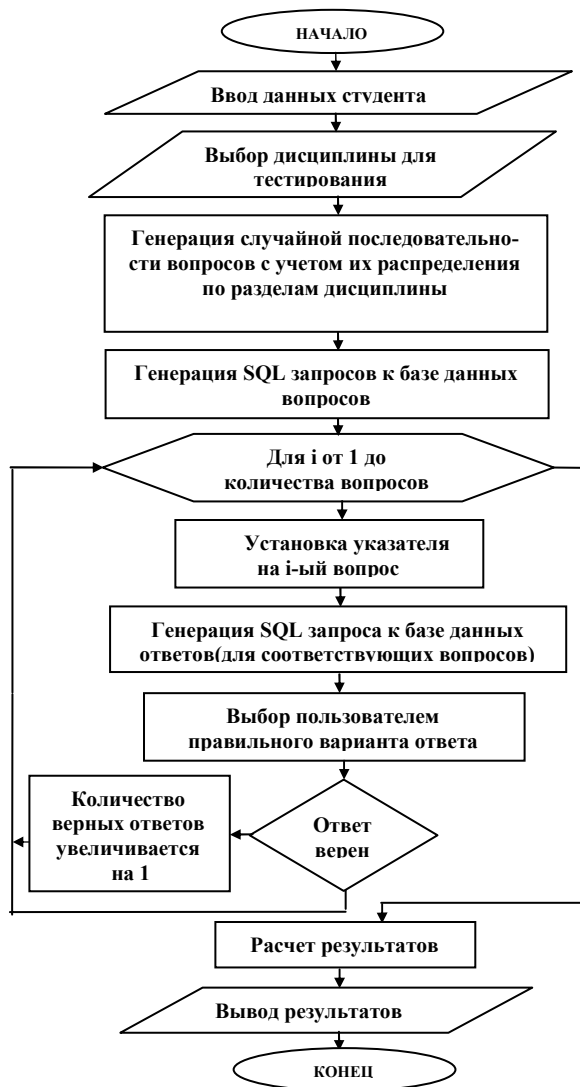 НАЧАЛО
Ввод данных студента
Выбор дисциплины для
тестирования
Генерация случайной последовательно-
сти вопросов с учетом их распределения
по разделам дисциплины
Генерация SQL запросов к базе данных
вопросов
Для i от 1 до
количества вопросов
Установка указателя
на i-ый вопрос
Генерация SQL запроса к базе данных
ответов(для соответствующих вопросов)
Выбор пользователем
правильного варианта ответа
Количество
верных ответов
увеличивается
на 1
Ответ
верен
Расчет результатов
Вывод результатов
КОНЕЦ